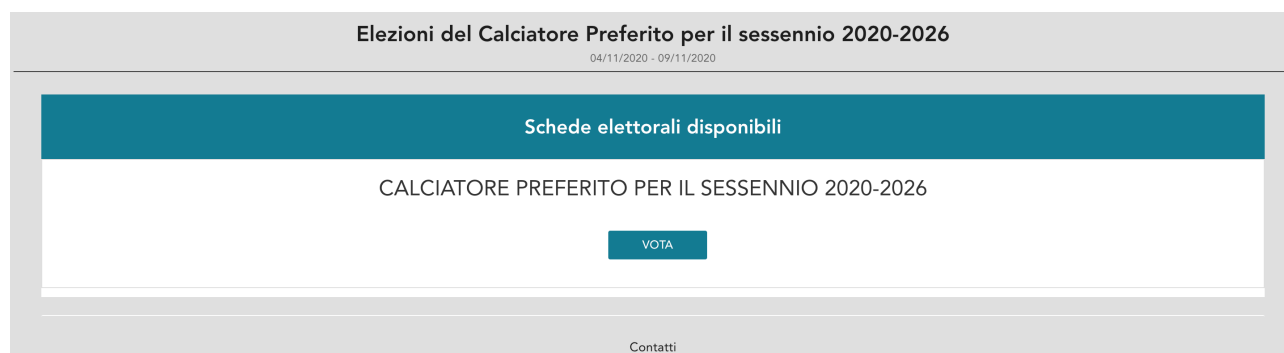 Elezioni del Calciatore Preferito per il sessennio 2020-2026
04/11/2020 - 09/11/2020
Schede elettorali disponibili
CALCIATORE PREFERITO PER IL SESSENNIO 2020-2026
VOTA
Contatti